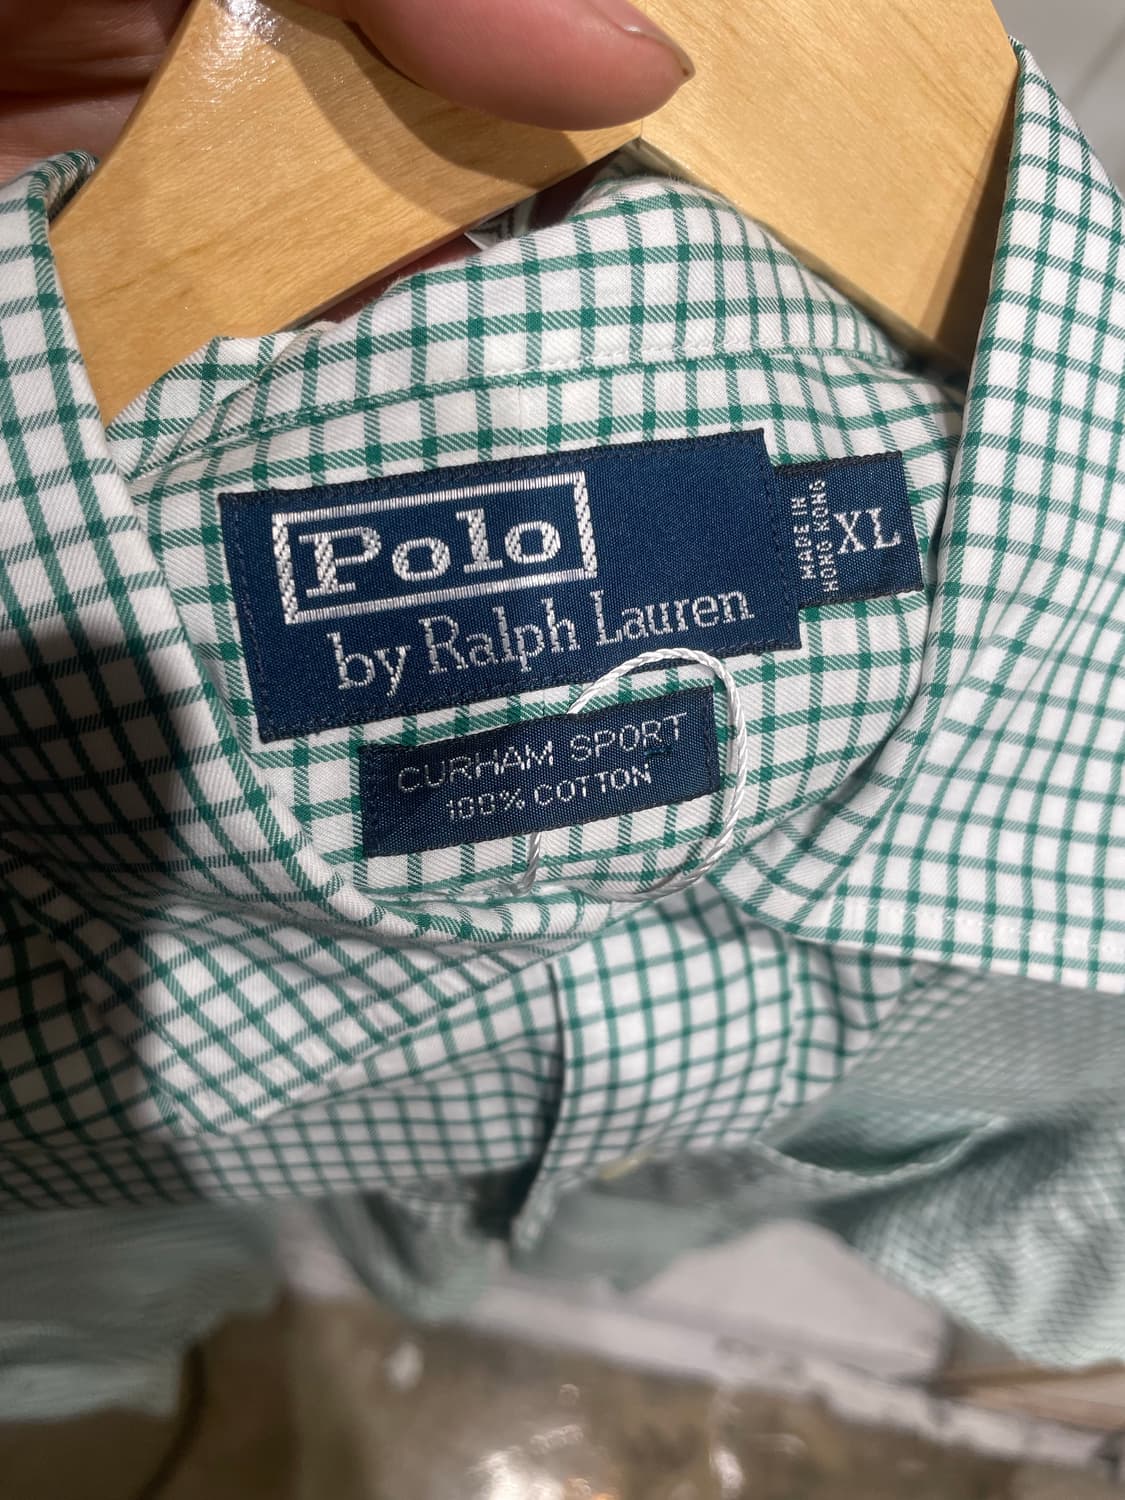 Polo
by Ralph Lauren
MADE IN
HONG KONG
XL
CURHAM SPORT
100% COTTON